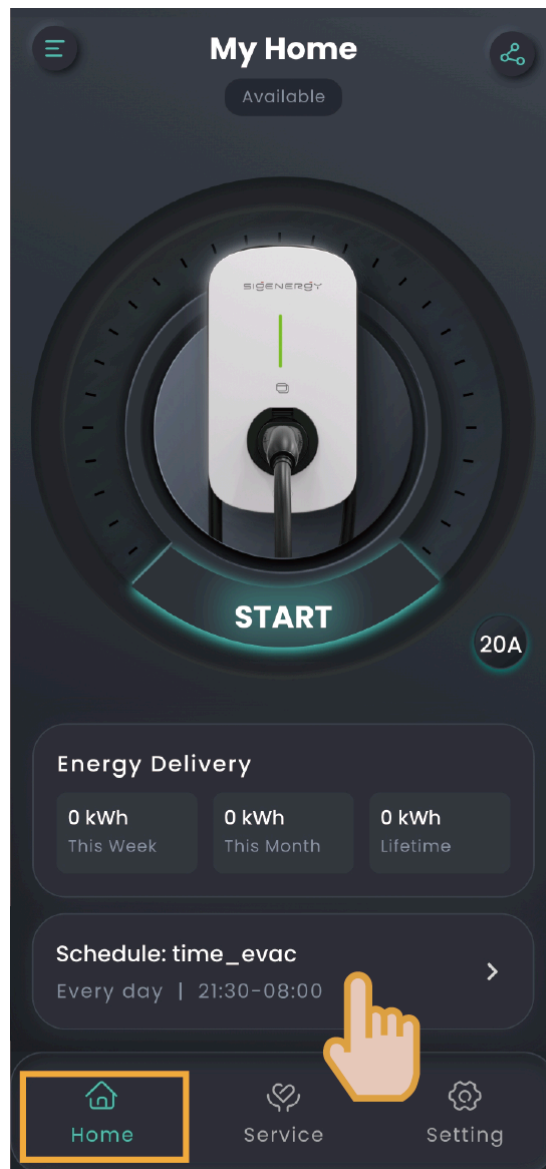 My Home
Available
SIGENERGY
START
20A
Energy Delivery
0 kWh 0 kWh 0 kWh
This Week This Month Lifetime
Schedule: time_evac
Every day | 21:30-08:00
Home Service Setting